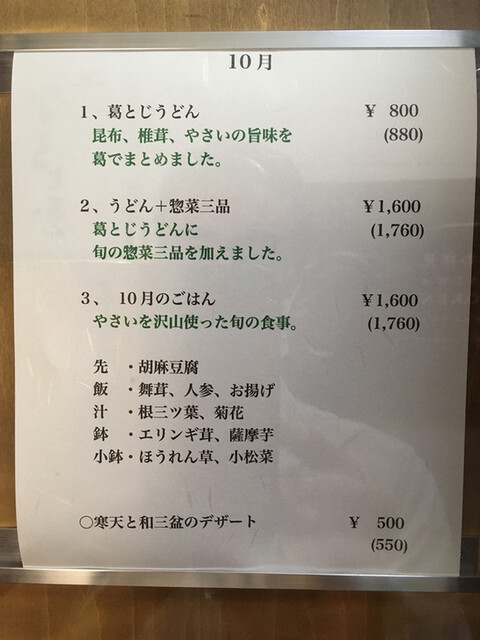 10月
1、葛とじうどん ¥ 800
昆布、椎茸、やさいの旨味を (880)
葛でまとめました。
2、うどん＋惣菜三品 ¥1,600
葛とじうどんに (1,760)
旬の惣菜三品を加えました。
3、 10月のごはん ¥1,600
やさいを沢山使った旬の食事。 (1,760)
先 ・胡麻豆腐
飯 ・舞茸、人参、お揚げ
汁 ・根三ツ葉、菊花
鉢 ・エリンギ茸、薩摩芋
小鉢・ほうれん草、小松菜
〇寒天と和三盆のデザート ¥ 500
(550)